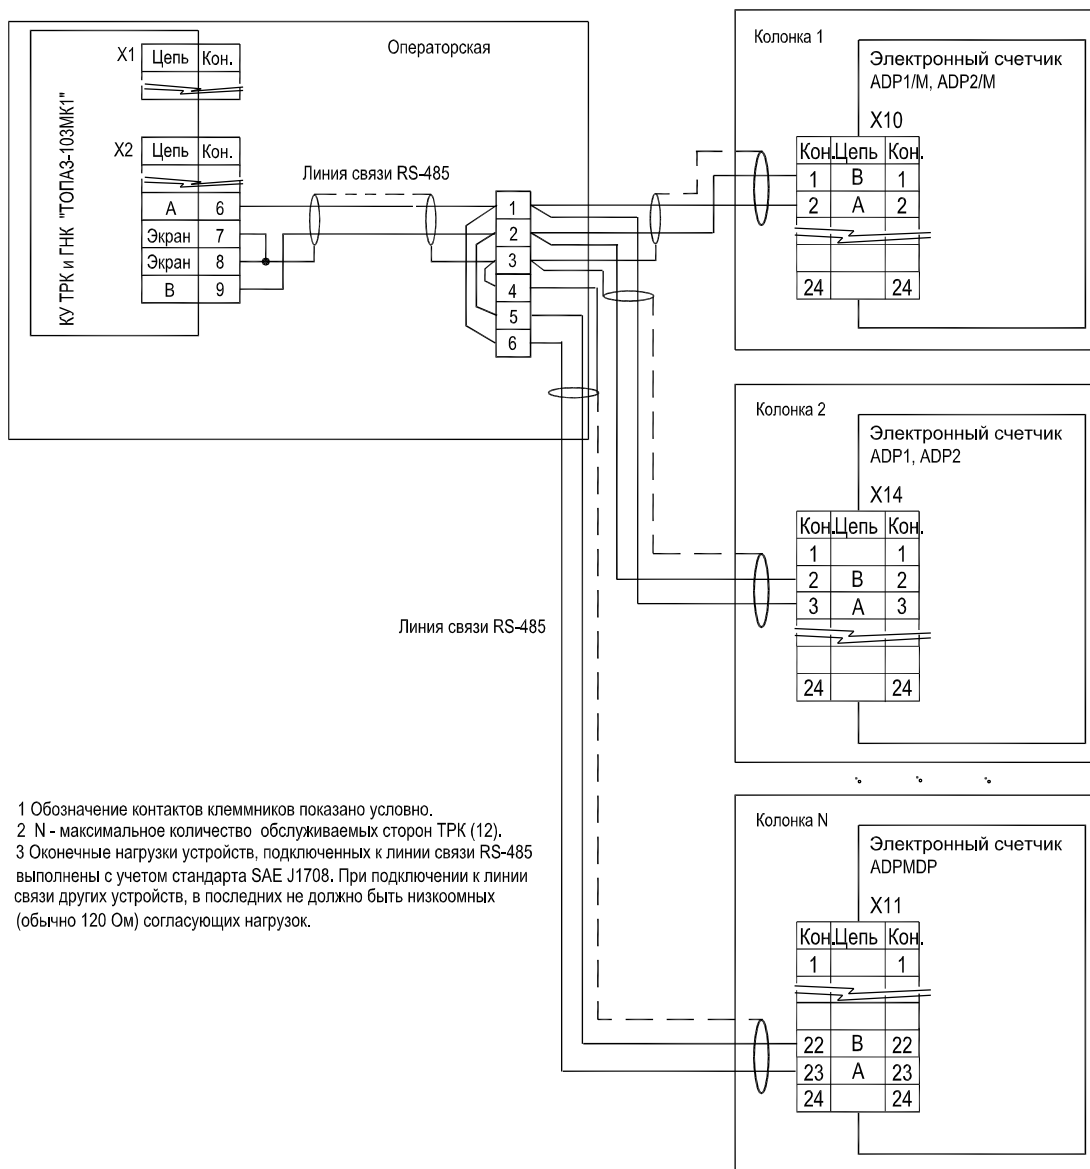 Операторская
КУ ТРК и ГНК "ТОПАЗ-103МК1"
X1 Цепь Кон.
X2 Цепь Кон.
А 6
Экран 7
Экран 8
В 9
Линия связи RS-485
1
2
3
4
5
6
Колонка 1
Электронный счетчик
ADP1/M, ADP2/M
X10
Кон. Цепь Кон.
1 В 1
2 А 2
24 24
Колонка 2
Электронный счетчик
ADP1, ADP2
X14
Кон. Цепь Кон.
1 1
2 В 2
3 А 3
24 24
Линия связи RS-485
Колонка N
Электронный счетчик
ADPMDP
X11
Кон. Цепь Кон.
1 1
22 В 22
23 А 23
24 24
1 Обозначение контактов клеммников показано условно.
2 N - максимальное количество обслуживаемых сторон ТРК (12).
3 Оконечные нагрузки устройств, подключенных к линии связи RS-485
выполнены с учетом стандарта SAE J1708. При подключении к линии
связи других устройств, в последних не должно быть низкоомных
(обычно 120 Ом) согласующих нагрузок.